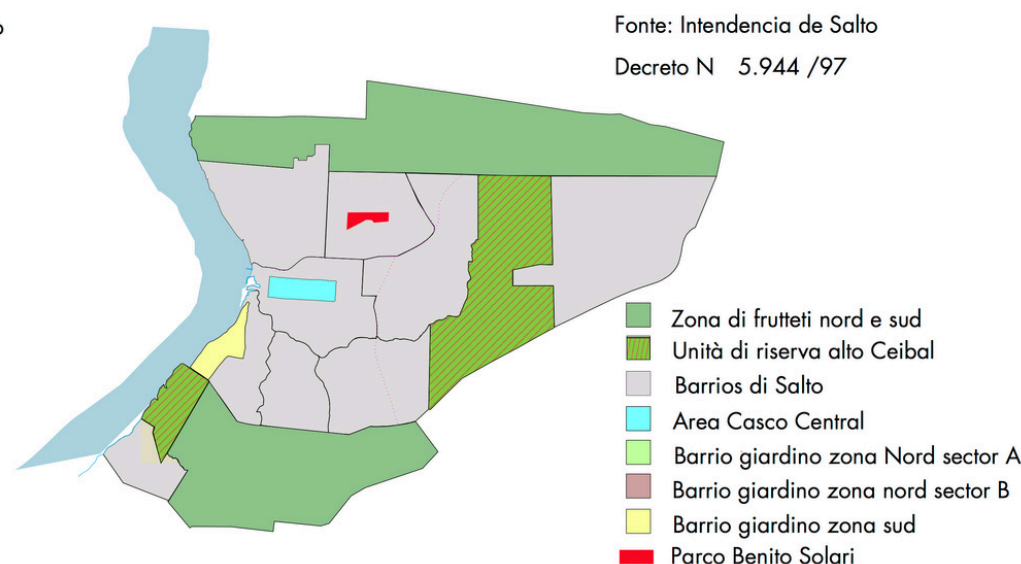 Fonte: Intendencia de Salto
Decreto N 5.944 /97
Zona di frutteti nord e sud
Unità di riserva alto Ceibal
Barrios di Salto
Area Casco Central
Barrio giardino zona Nord sector A
Barrio giardino zona nord sector B
Barrio giardino zona sud
Parco Benito Solari